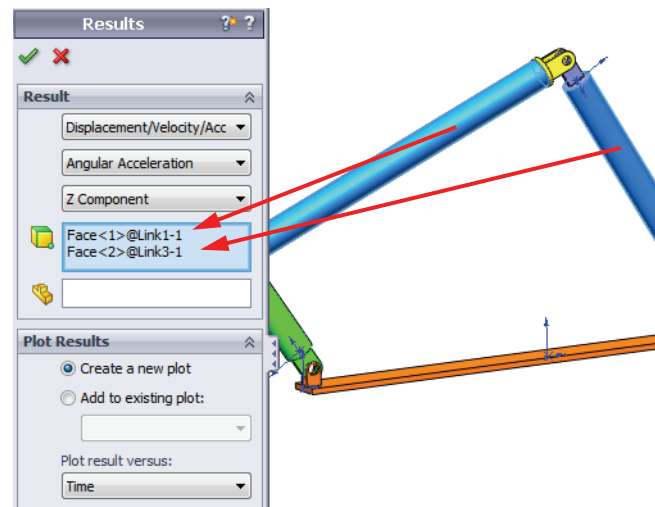 Results ? ?
Result
Displacement/Velocity/Acc
Angular Acceleration
Z Component
Face<1>@Link1-1
Face<2>@Link3-1
Plot Results
Create a new plot
Add to existing plot:
Plot result versus:
Time